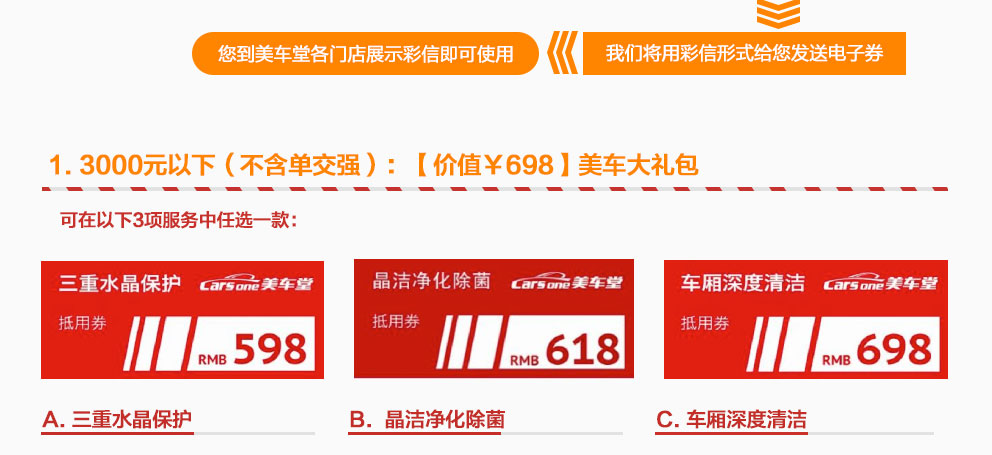 您到美车堂各门店展示彩信即可使用
我们将用彩信形式给您发送电子券
1. 3000元以下（不含单交强）：【价值￥698】美车大礼包
可在以下3项服务中任选一款：
三重水晶保护 Carsone美车堂
抵用券
RMB 598
晶洁净化除菌 Carsone美车堂
抵用券
RMB 618
车厢深度清洁 Carsone美车堂
抵用券
RMB 698
A. 三重水晶保护
B. 晶洁净化除菌
C. 车厢深度清洁